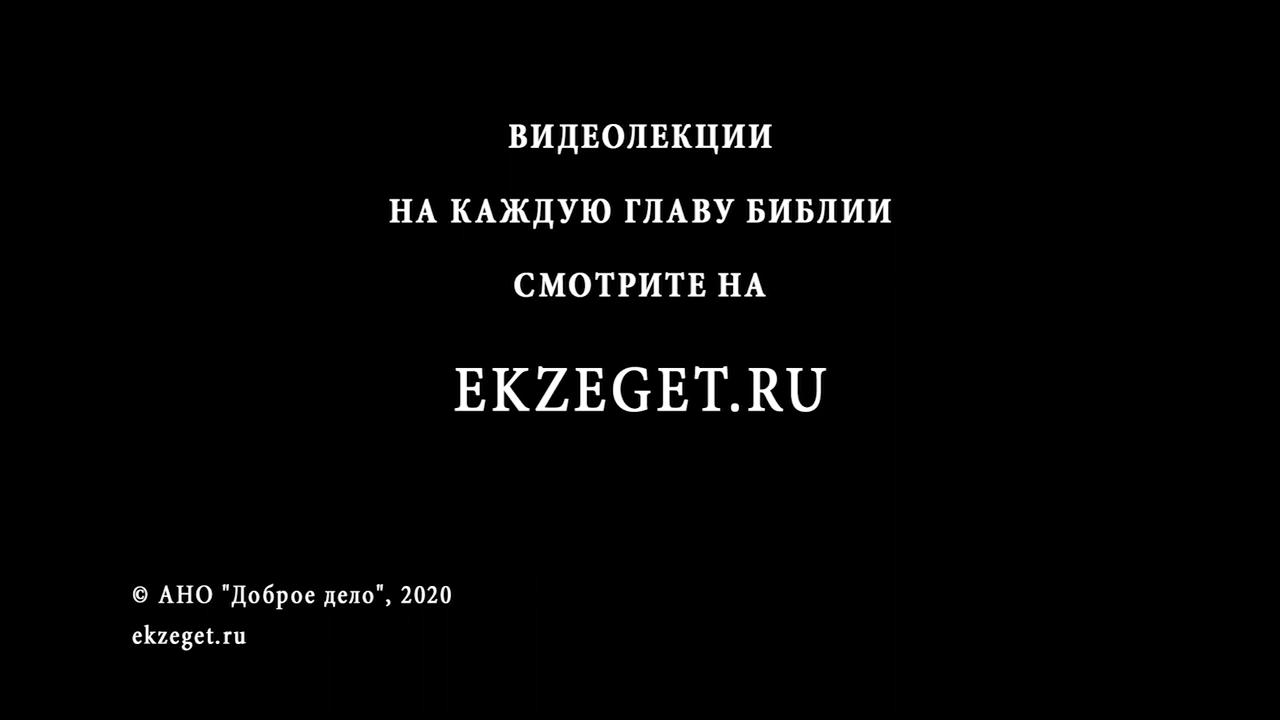 ВИДЕОЛЕКЦИИ
НА КАЖДУЮ ГЛАВУ БИБЛИИ
СМОТРИТЕ НА
EKZEGET.RU
© АНО "Доброе дело", 2020
ekzeget.ru